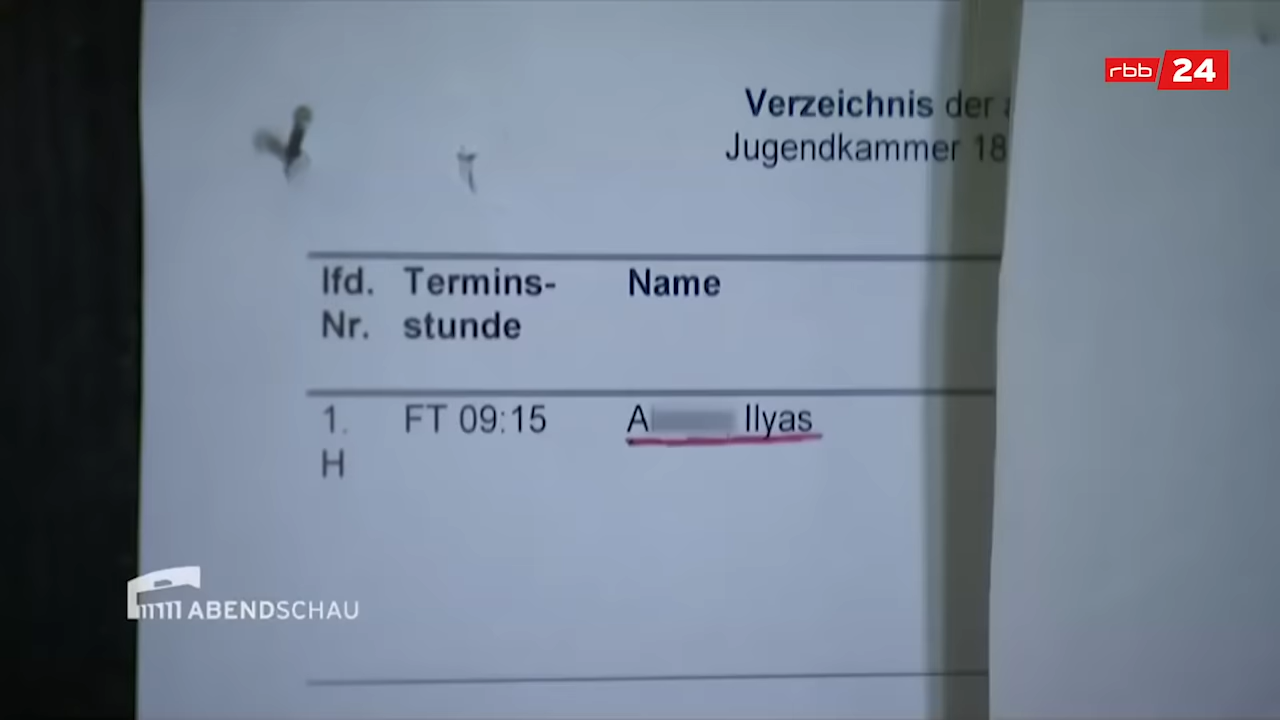 rbb 24
Verzeichnis der
Jugendkammer 18
lfd. Termins- Name
Nr. stunde
1. FT 09:15 A Ilyas
H
ABENDSCHAU